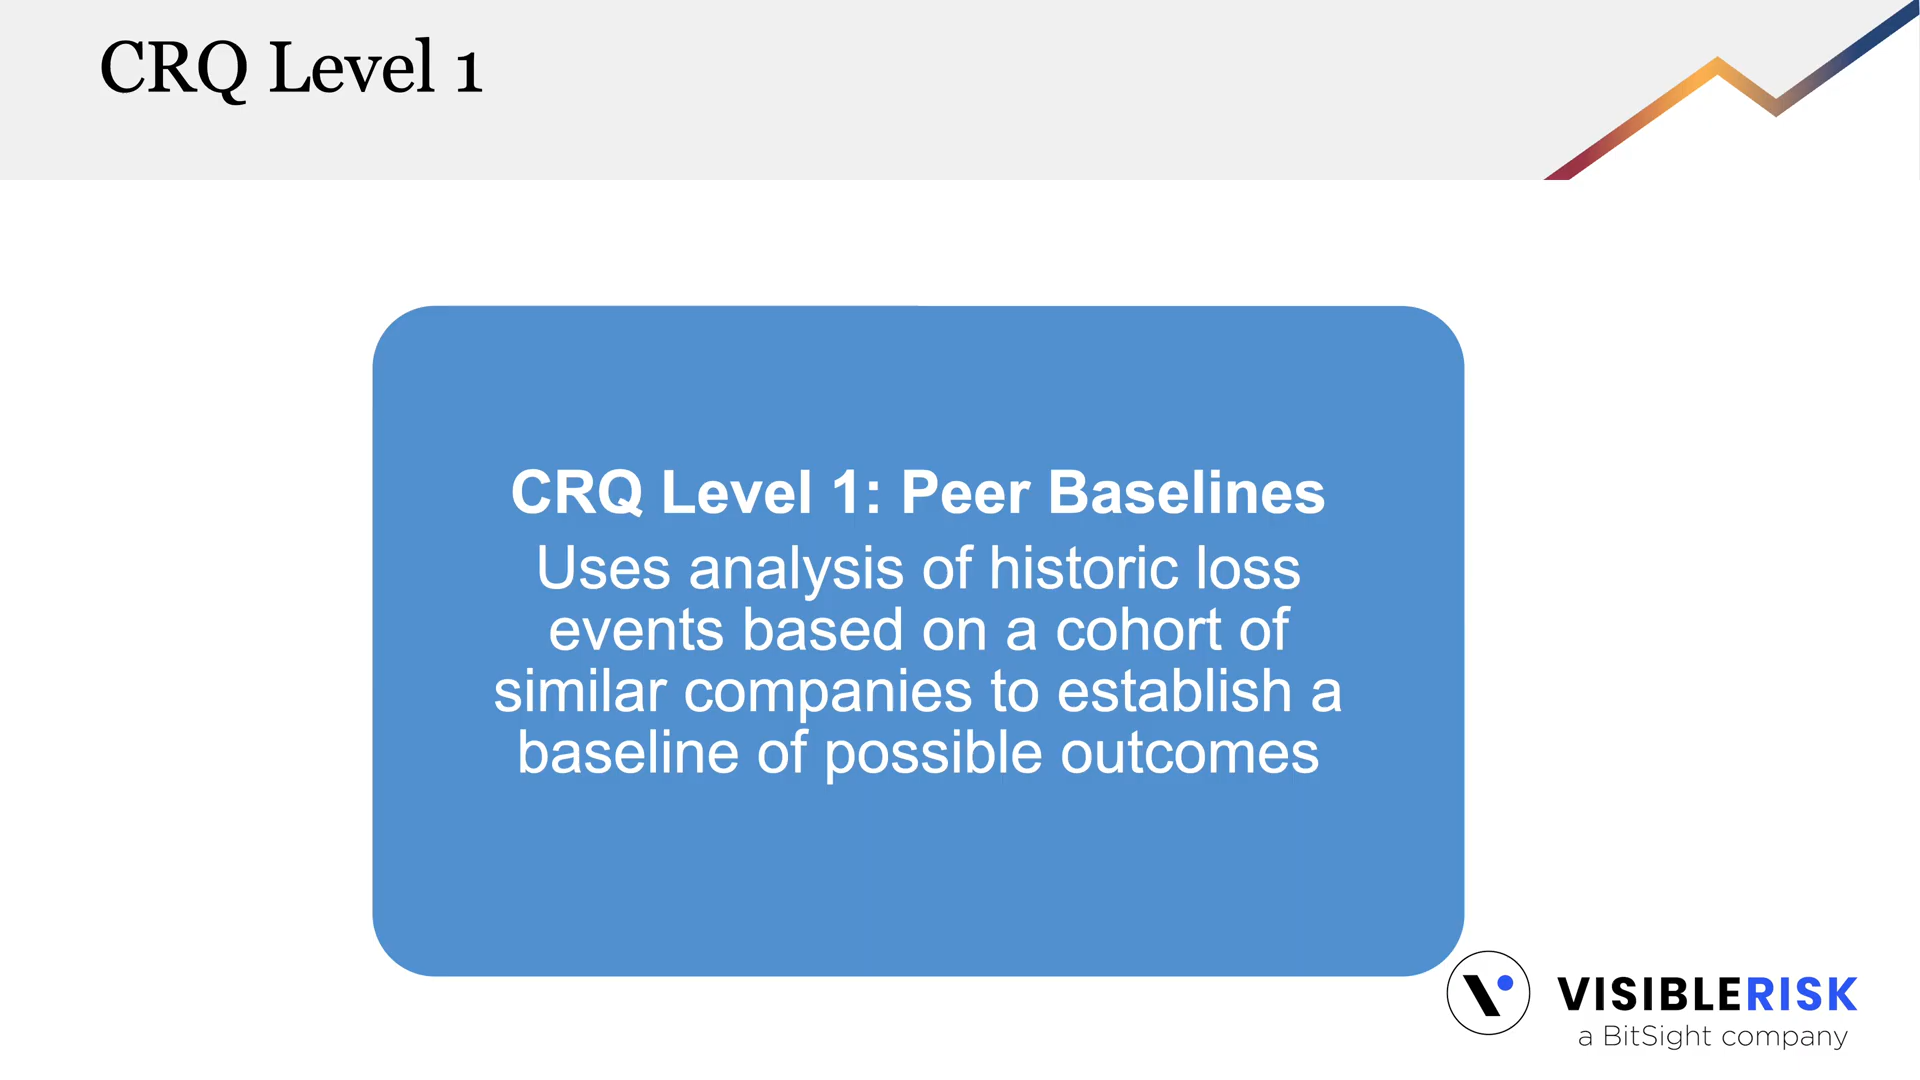 CRQ Level 1
CRQ Level 1: Peer Baselines
Uses analysis of historic loss
events based on a cohort of
similar companies to establish a
baseline of possible outcomes
VISIBLERISK
a BitSight company